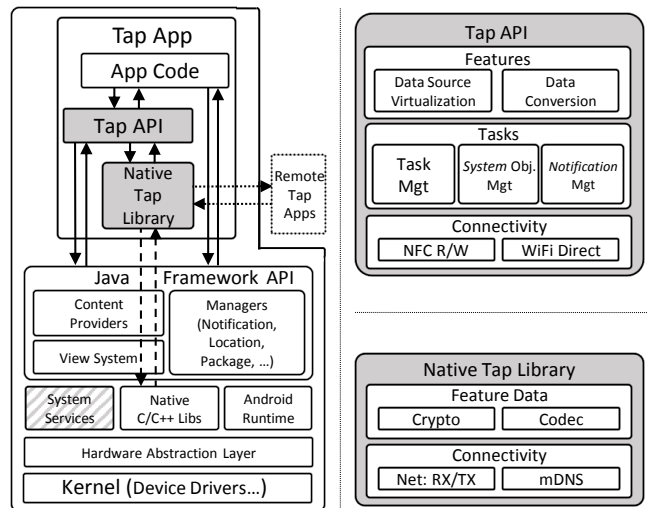 Tap App
App Code
Tap API
Native
Tap
Library
Remote
Tap
Apps
Java Framework API
Content
Providers
View System
Managers
(Notification,
Location,
Package, ...)
System
Services
Native
C/C++ Libs
Android
Runtime
Hardware Abstraction Layer
Kernel (Device Drivers...)
Tap API
Features
Data Source
Virtualization
Data
Conversion
Tasks
Task
Mgt
System Obj.
Mgt
Notification
Mgt
Connectivity
NFC R/W
WiFi Direct
Native Tap Library
Feature Data
Crypto
Codec
Connectivity
Net: RX/TX
mDNS